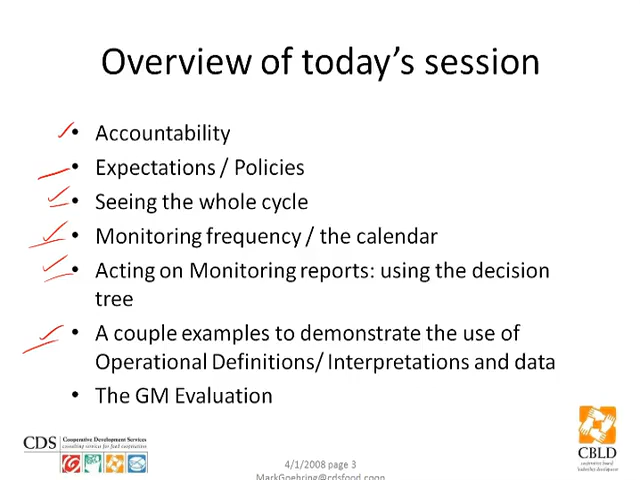 Overview of today's session
• Accountability
• Expectations / Policies
• Seeing the whole cycle
• Monitoring frequency / the calendar
• Acting on Monitoring reports: using the decision
tree
• A couple examples to demonstrate the use of
Operational Definitions/ Interpretations and data
• The GM Evaluation
CDS Cooperative Development Services
consulting services for food cooperatives
CBLD
cooperative board
leadership development
4/1/2008 page 3
MarkGoehring@cdsfood.coop